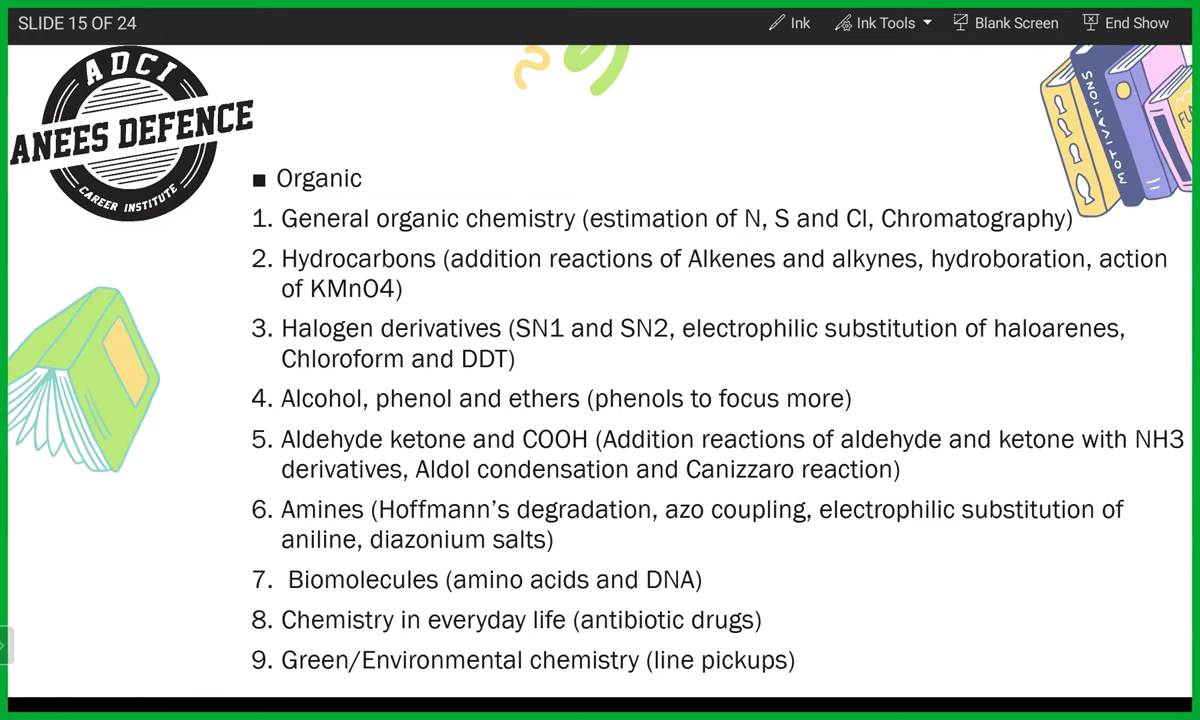 SLIDE 15 OF 24
Ink
Ink Tools
Blank Screen
End Show
ADCI
ANEES DEFENCE
CAREER INSTITUTE
MOTIVATIONS
■ Organic
1. General organic chemistry (estimation of N, S and Cl, Chromatography)
2. Hydrocarbons (addition reactions of Alkenes and alkynes, hydroboration, action
of KMnO4)
3. Halogen derivatives (SN1 and SN2, electrophilic substitution of haloarenes,
Chloroform and DDT)
4. Alcohol, phenol and ethers (phenols to focus more)
5. Aldehyde ketone and COOH (Addition reactions of aldehyde and ketone with NH3
derivatives, Aldol condensation and Canizzaro reaction)
6. Amines (Hoffmann’s degradation, azo coupling, electrophilic substitution of
aniline, diazonium salts)
7. Biomolecules (amino acids and DNA)
8. Chemistry in everyday life (antibiotic drugs)
9. Green/Environmental chemistry (line pickups)